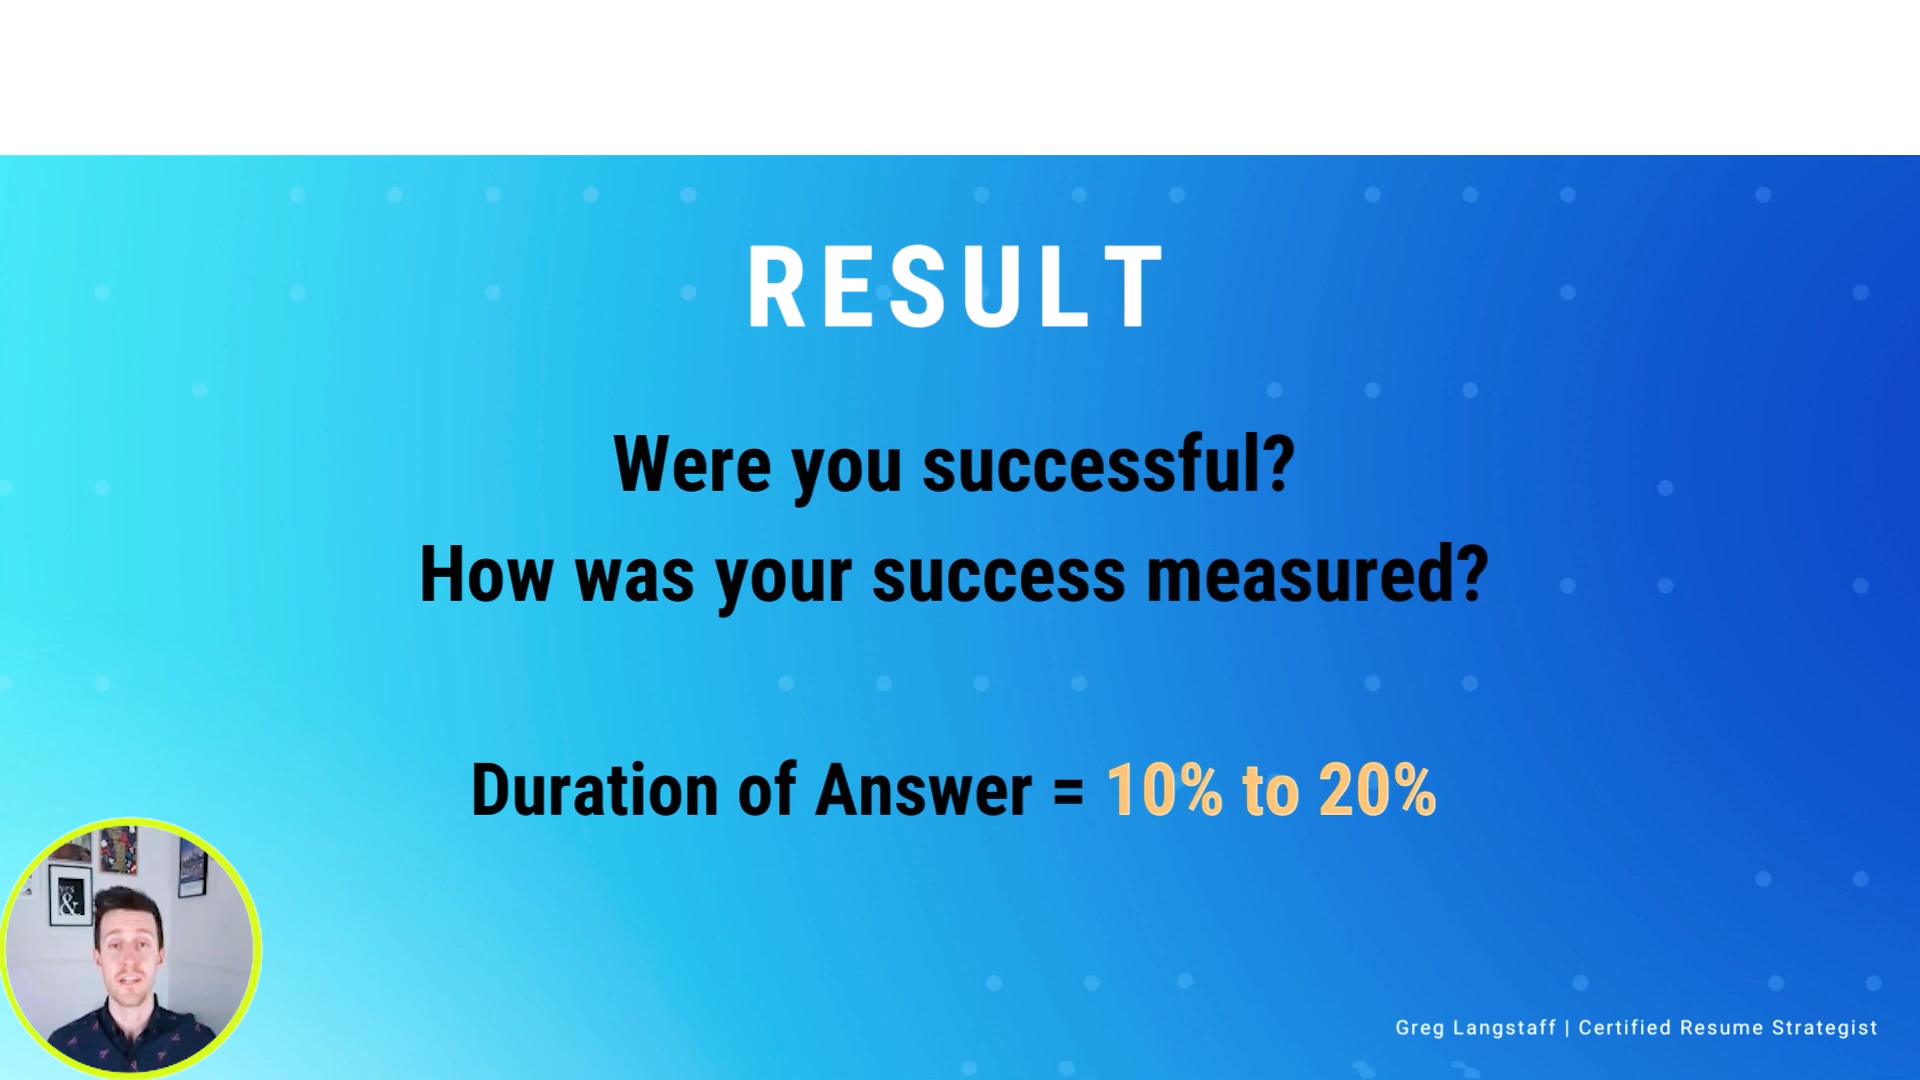 RESULT
Were you successful?
How was your success measured?
Duration of Answer = 10% to 20%
yes
&
Greg Langstaff | Certified Resume Strategist